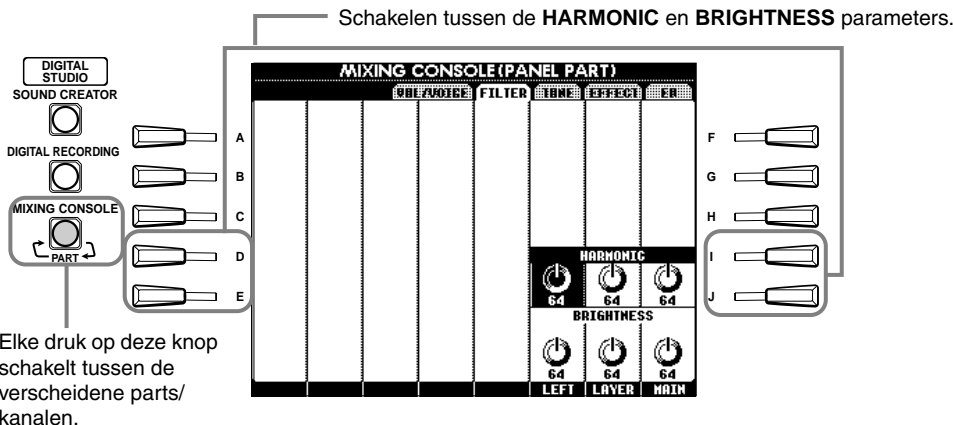 Schakelen tussen de HARMONIC en BRIGHTNESS parameters.
DIGITAL
STUDIO
SOUND CREATOR
DIGITAL RECORDING
MIXING CONSOLE
PART
A
B
C
D
E
MIXING CONSOLE(PANEL PART)
VOL/VOICE FILTER TUNE EFFECT EQ
HARMONIC
64 64 64
BRIGHTNESS
64 64 64
LEFT LAYER MAIN
F
G
H
I
J
Elke druk op deze knop
schakelt tussen de
verscheidene parts/
kanalen.